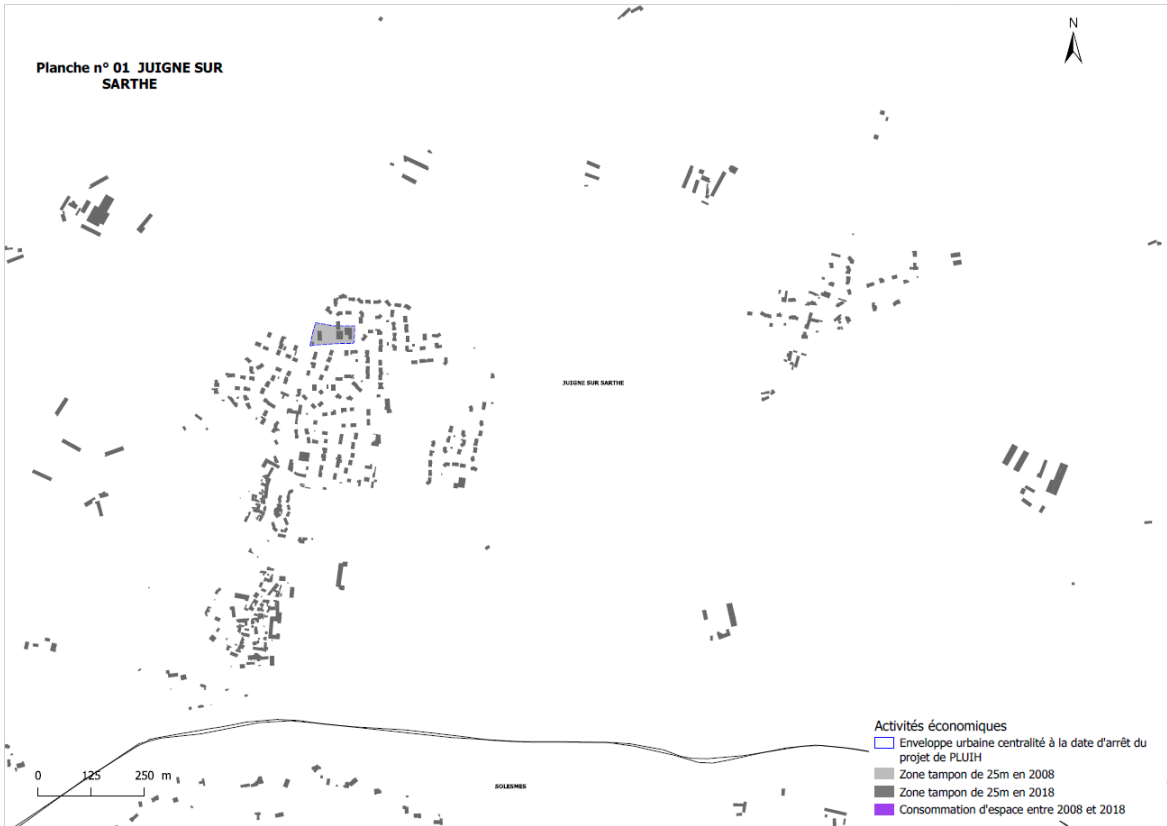 N
Planche n° 01 JUIGNE SUR
SARTHE
JUIGNE SUR SARTHE
Activités économiques
Enveloppe urbaine centralité à la date d'arrêt du
projet de PLUIH
Zone tampon de 25m en 2008
Zone tampon de 25m en 2018
Consommation d'espace entre 2008 et 2018
0 125 250 m
SOLESMES